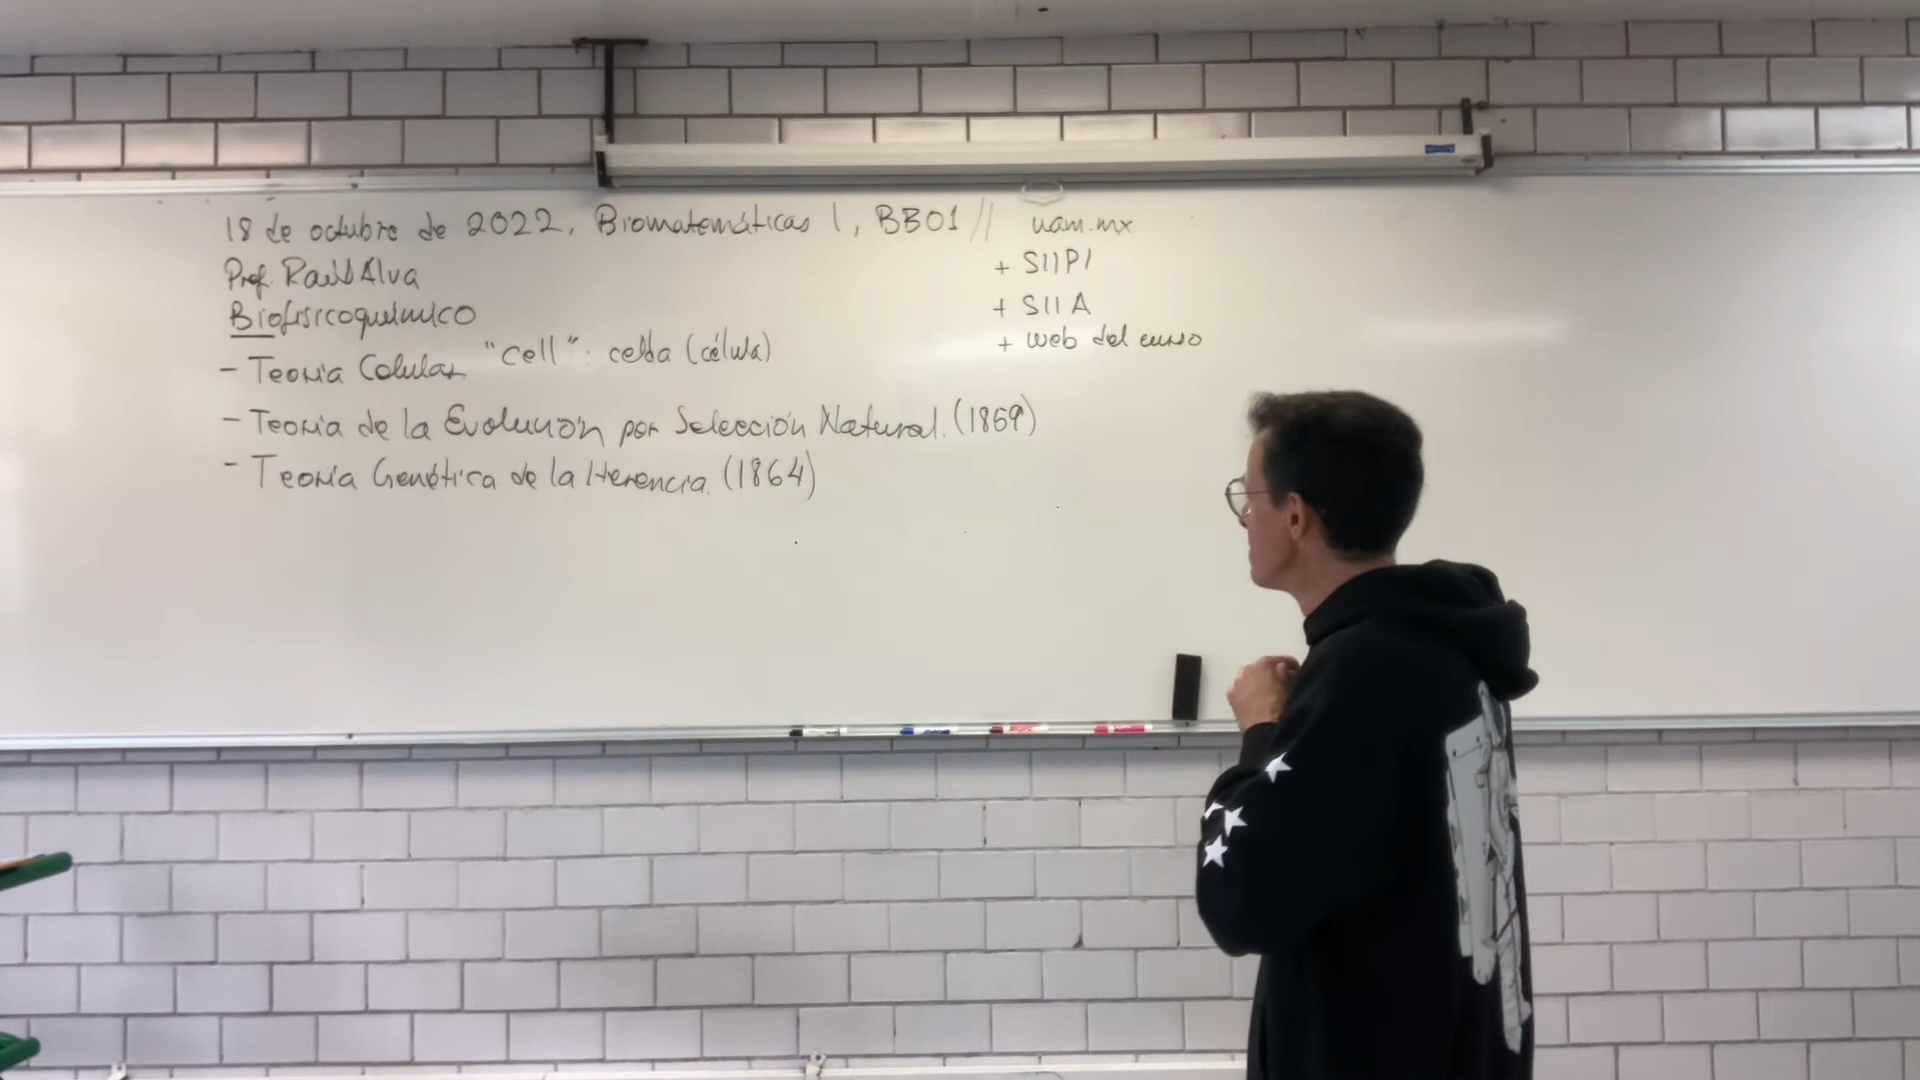 18 de octubre de 2022, Biomatemáticas I, BB01 // uam.mx
+ SIIPI
Prof. Raúl Alva
+ SIIA
Biofisicoquímico
+ web del curso
- Teoría Celular "cell": celda (célula)
- Teoría de la Evolución por Selección Natural. (1859)
- Teoría Genética de la Herencia. (1864)